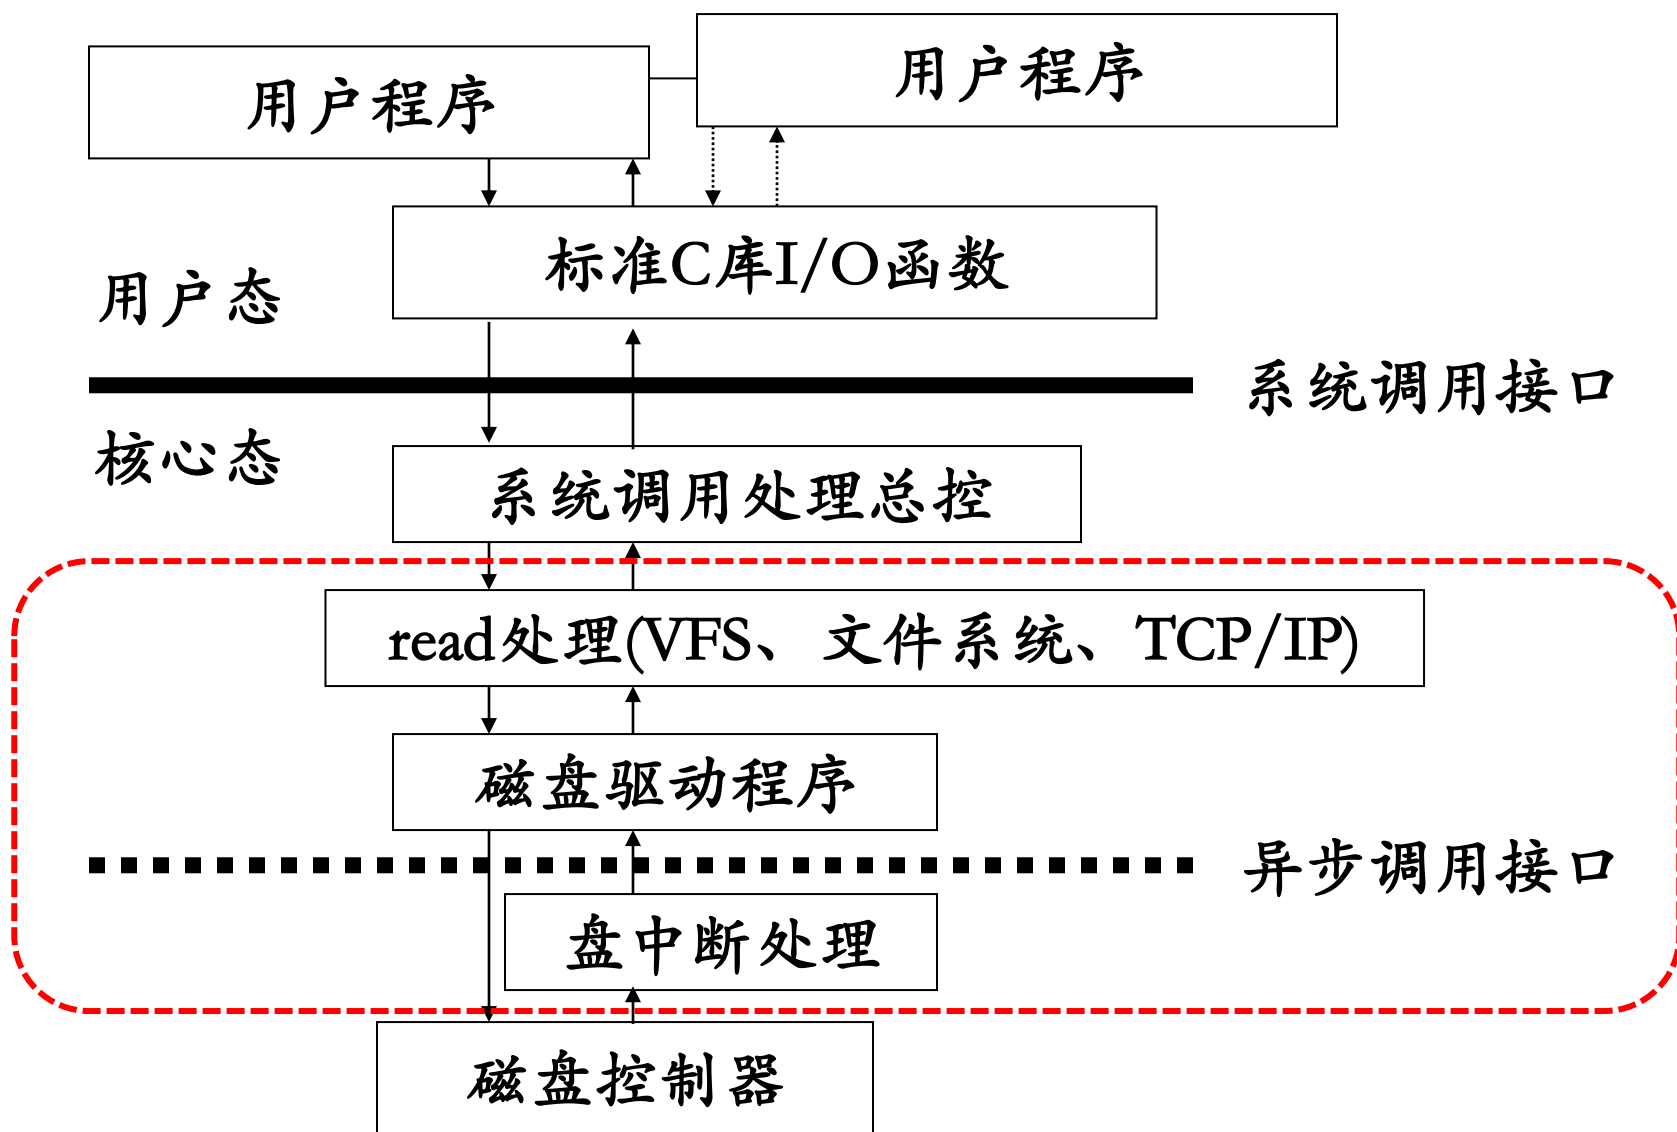 用户程序
用户程序
标准C库I/O函数
用户态
系统调用接口
核心态
系统调用处理总控
read处理(VFS、文件系统、TCP/IP)
磁盘驱动程序
异步调用接口
盘中断处理
磁盘控制器